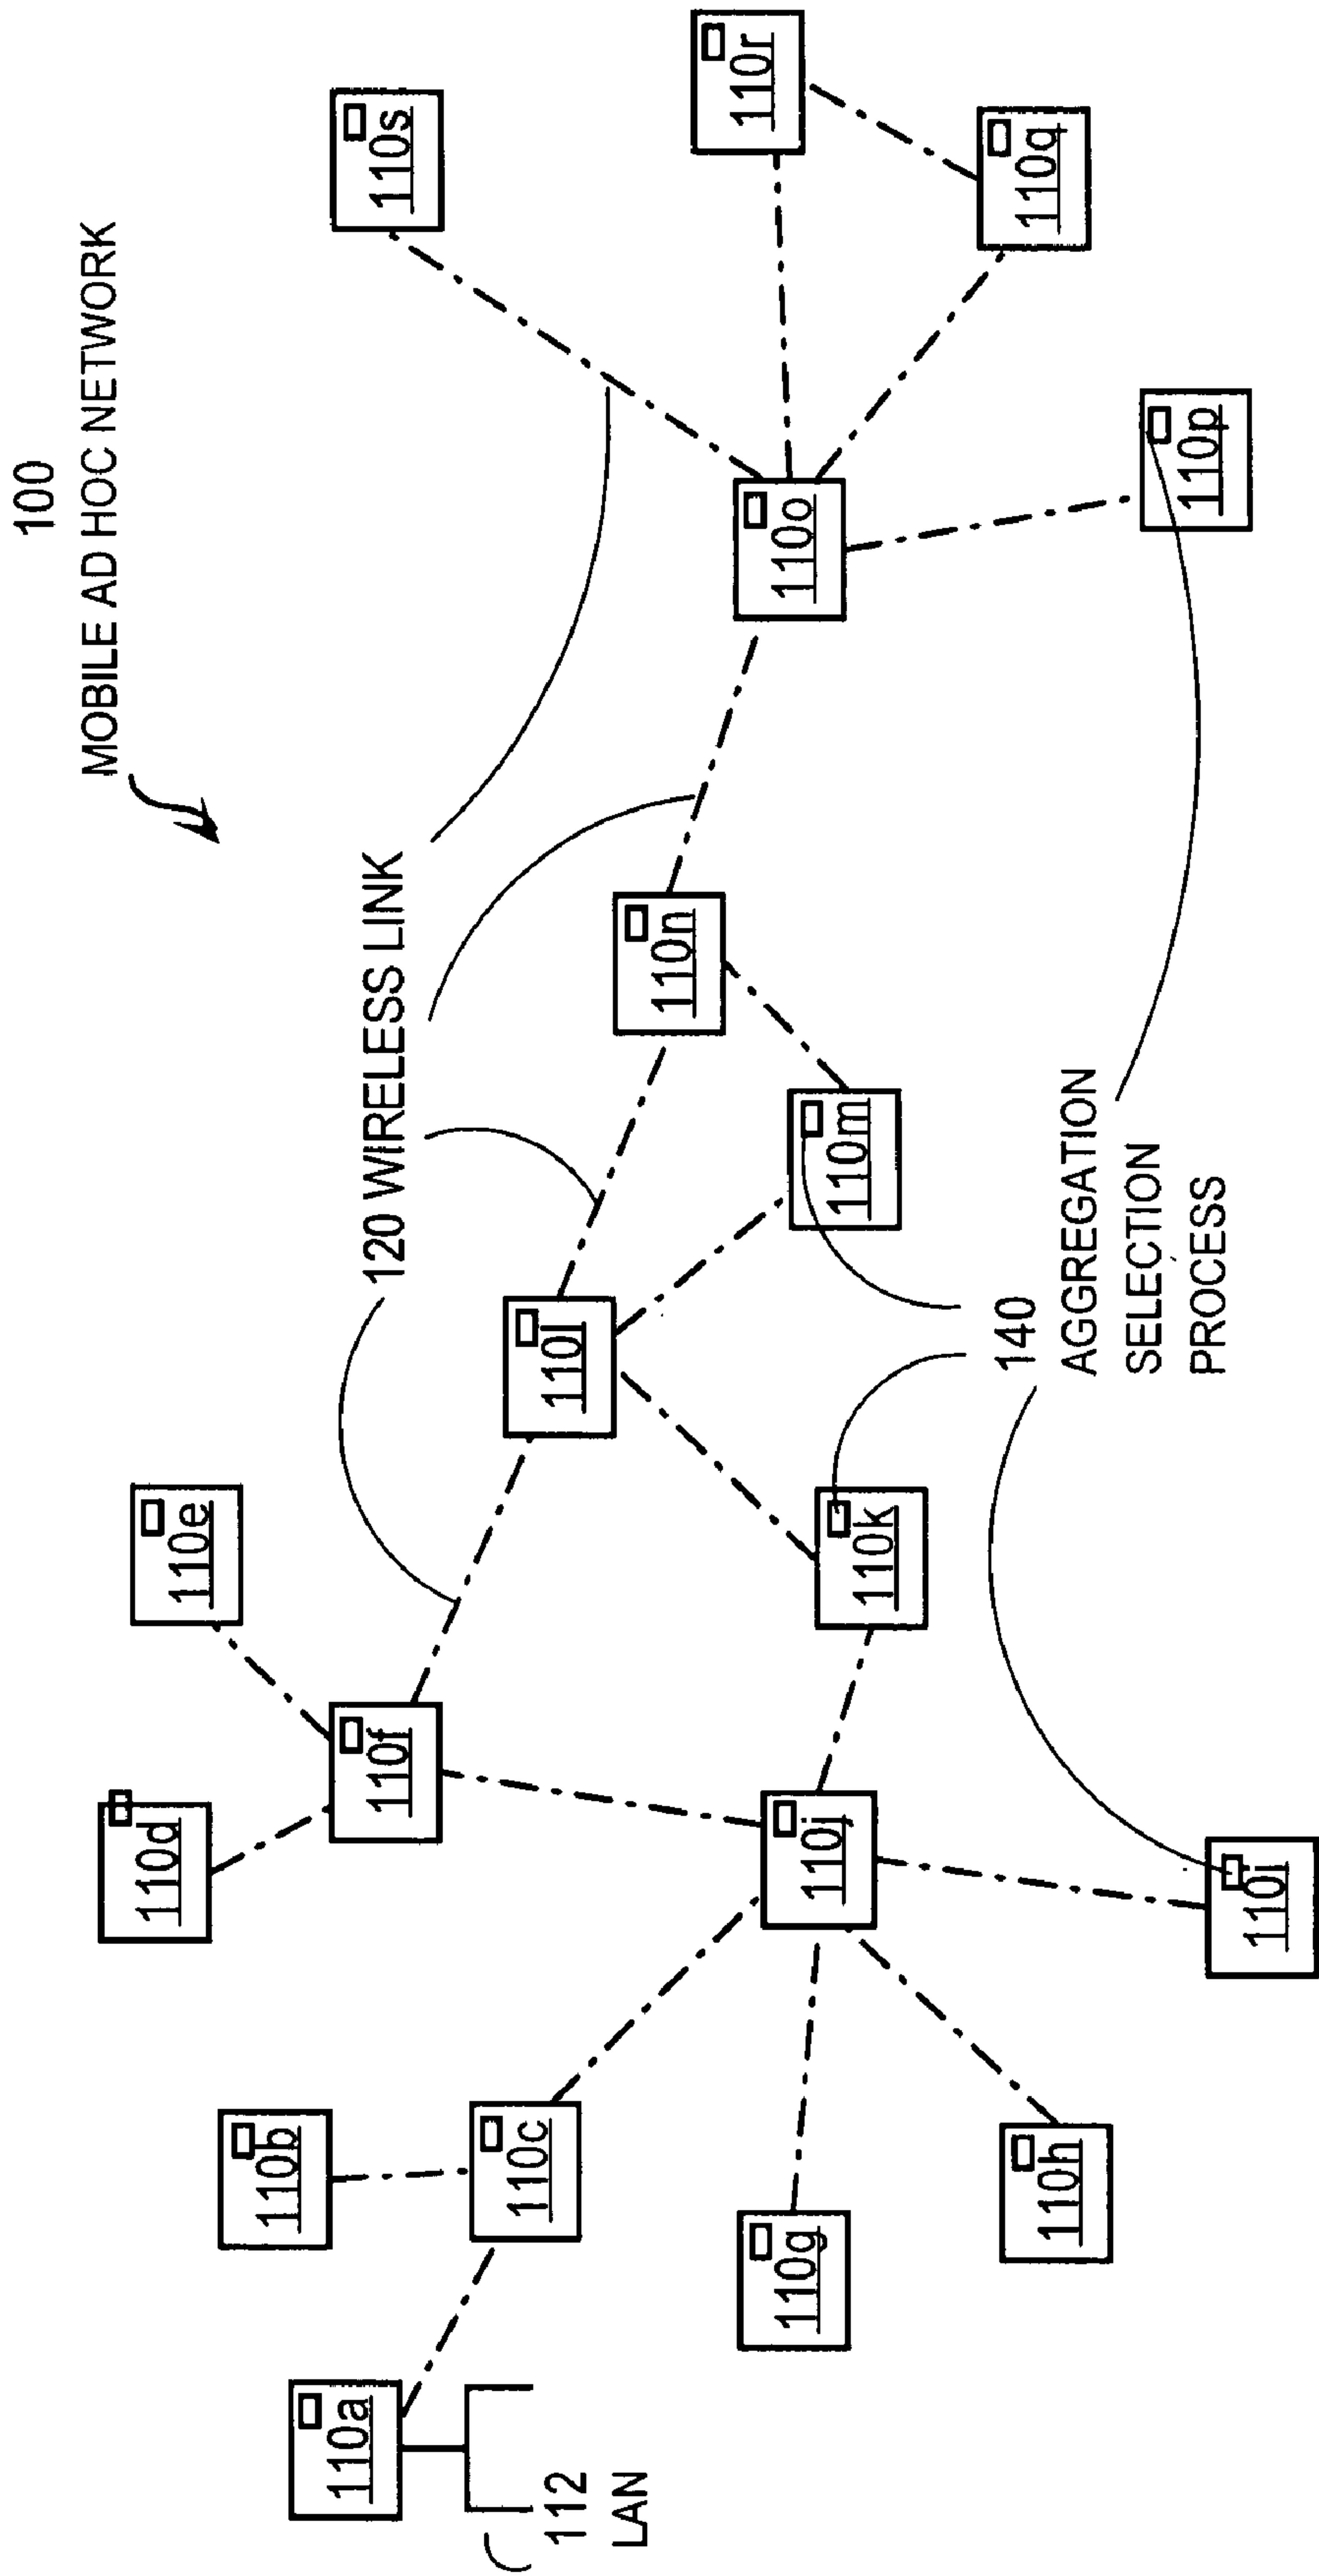 100
MOBILE AD HOC NETWORK
120 WIRELESS LINK
110a
110b
110c
110d
110e
110f
110g
110h
110i
110j
110k
110l
110m
110n
110o
110p
110q
110r
110s
112
LAN
140
AGGREGATION
SELECTION
PROCESS